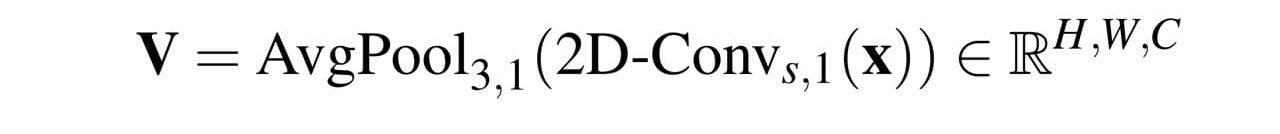 V = AvgPool₃,₁(2D-Convₛ,₁(x)) ∈ ℝᴴ,ᵂ,ᶜ